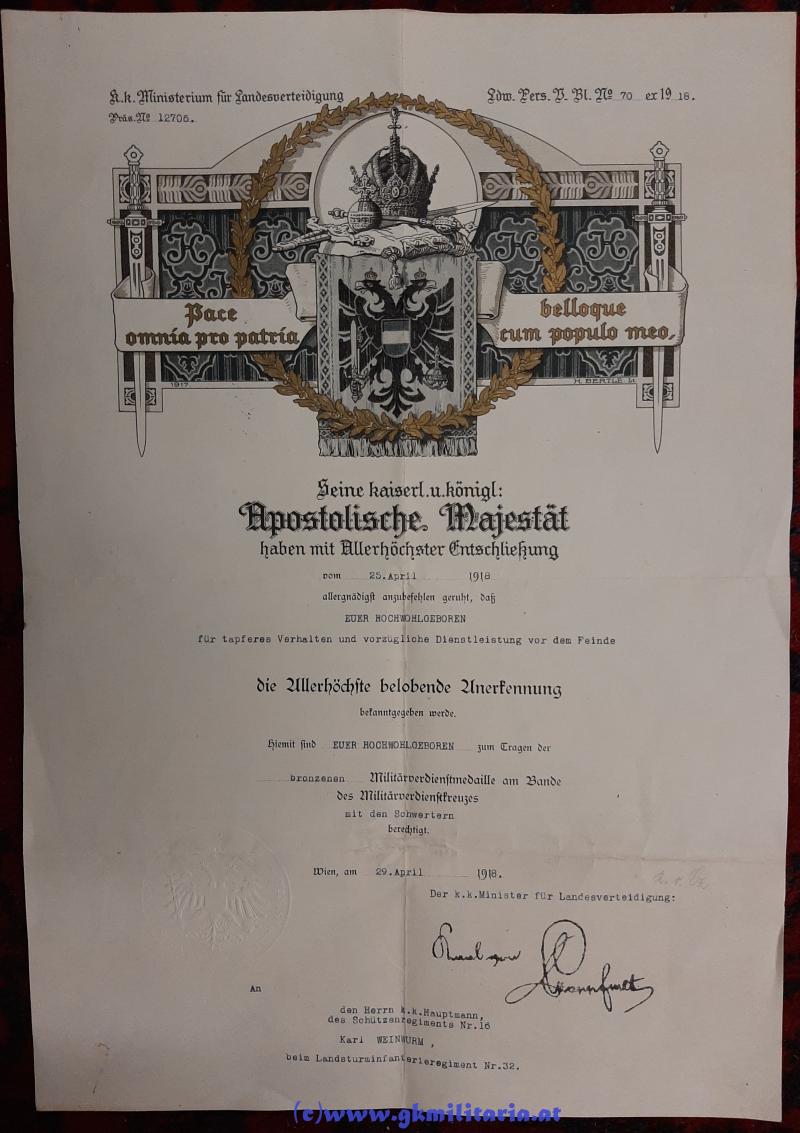 K.k. Ministerium für Landesverteidigung
Präs. Nº 12706.
Ldw. Pers. V. Bl. Nº 70 ex 19 18.
Pace
omnia pro patria
belloque
cum populo meo.
1917.
H. BERTLE
Seine kaiserl. u. königl:
Apostolische. Majestät
haben mit Allerhöchster Entschließung
vom 25. April 1918
allergnädigst anzubefehlen geruht, daß
EUER HOCHWOHLGEBOREN
für tapferes Verhalten und vorzügliche Dienstleistung vor dem Feinde
die Allerhöchste belobende Anerkennung
bekanntgegeben werde.
Hiemit sind EUER HOCHWOHLGEBOREN zum Tragen der
bronzenen Militärverdienstmedaille am Bande
des Militärverdienstkreuzes
mit den Schwertern
berechtigt.
Wien, am 29. April 1918.
Der k.k.Minister für Landesverteidigung:
An
den Herrn k.k.Hauptmann,
des Schützenregiments Nr.16
Karl WEINWURM ,
beim Landsturminfanterieregiment Nr.32.
(c)www.gkmilitaria.at